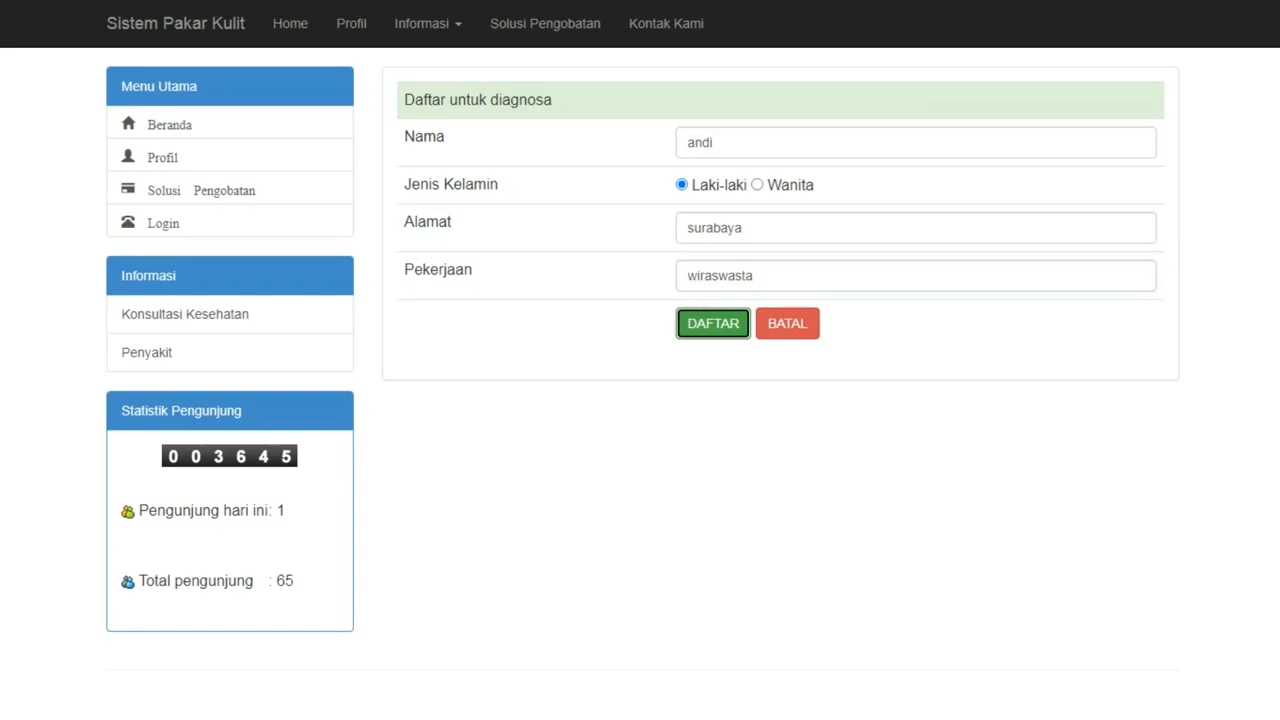 Sistem Pakar Kulit Home Profil Informasi Solusi Pengobatan Kontak Kami
Menu Utama
Beranda
Profil
Solusi Pengobatan
Login
Informasi
Konsultasi Kesehatan
Penyakit
Statistik Pengunjung
0 0 3 6 4 5
Pengunjung hari ini: 1
Total pengunjung : 65
Daftar untuk diagnosa
Nama andi
Jenis Kelamin Laki-laki Wanita
Alamat surabaya
Pekerjaan wiraswasta
DAFTAR BATAL